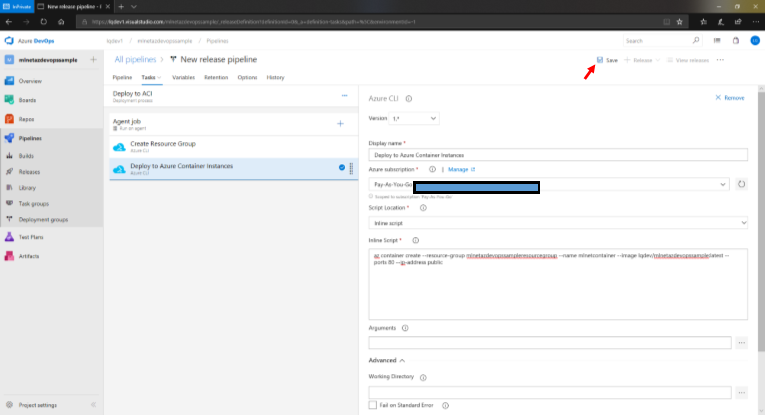 InPrivate
New release pipeline - 
https://lqdev1.visualstudio.com/mlnetazdevopssample/_releaseDefinition?definitionId=
Azure DevOps
lqdev1 / mlnetazdevopssample / Pipelines
Search
mlnetazdevopssample
All pipelines > New release pipeline
Save
Release
View releases
Pipeline Tasks Variables Retention Options History
Overview
Boards
Repos
Pipelines
Builds
Releases
Library
Task groups
Deployment groups
Test Plans
Artifacts
Project settings
Deploy to ACI
Deployment process
Agent job
Run on agent
Create Resource Group
Azure CLI
Deploy to Azure Container Instances
Azure CLI
Azure CLI
Remove
Version 1.*
Display name *
Deploy to Azure Container Instances
Azure subscription * | Manage
Pay-As-You-Go
Scoped to subscription 'Pay-As-You-Go'
Script Location *
Inline script
Inline Script *
az container create --resource-group mlnetazdevopssampleresourcegroup --name mlnetcontainer --image lqdev/mlnetazdevopssample:latest --
ports 80 --ip-address public
Arguments
Advanced
Working Directory
Fail on Standard Error